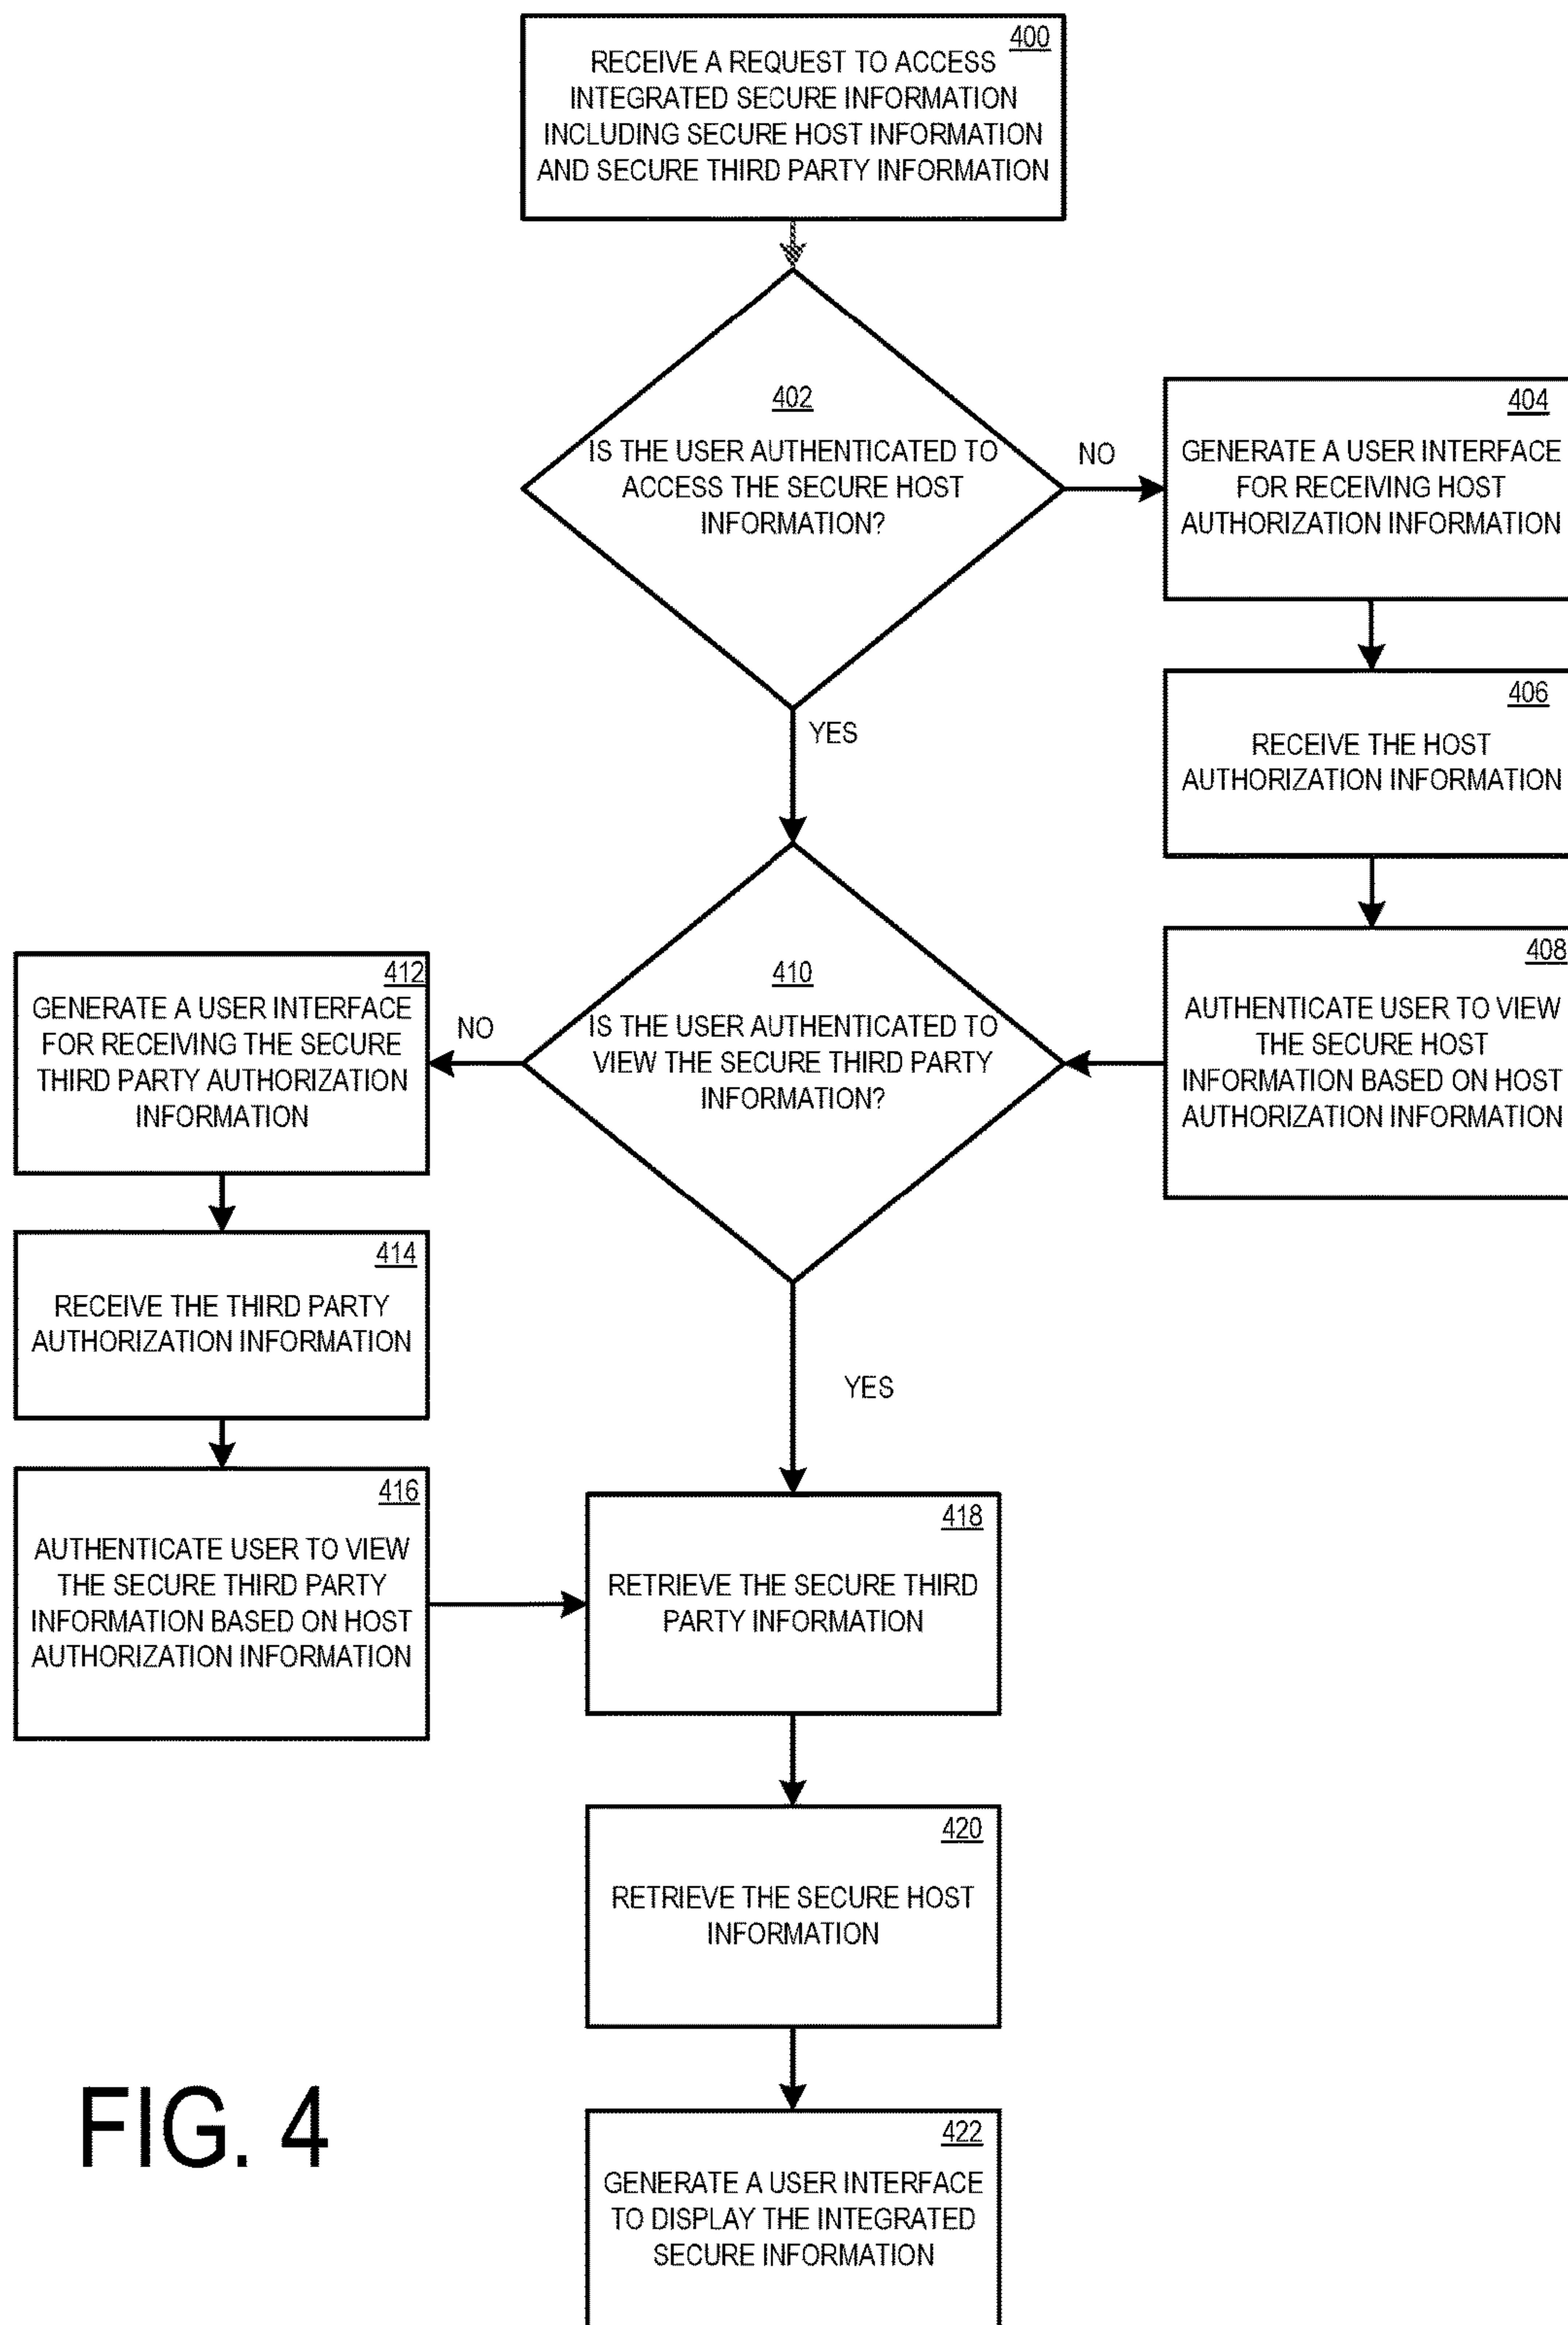 400
RECEIVE A REQUEST TO ACCESS
INTEGRATED SECURE INFORMATION
INCLUDING SECURE HOST INFORMATION
AND SECURE THIRD PARTY INFORMATION
402
IS THE USER AUTHENTICATED TO
ACCESS THE SECURE HOST
INFORMATION?
NO
404
GENERATE A USER INTERFACE
FOR RECEIVING HOST
AUTHORIZATION INFORMATION
406
RECEIVE THE HOST
AUTHORIZATION INFORMATION
YES
408
AUTHENTICATE USER TO VIEW
THE SECURE HOST
INFORMATION BASED ON HOST
AUTHORIZATION INFORMATION
410
IS THE USER AUTHENTICATED TO
VIEW THE SECURE THIRD PARTY
INFORMATION?
NO
412
GENERATE A USER INTERFACE
FOR RECEIVING THE SECURE
THIRD PARTY AUTHORIZATION
INFORMATION
414
RECEIVE THE THIRD PARTY
AUTHORIZATION INFORMATION
YES
416
AUTHENTICATE USER TO VIEW
THE SECURE THIRD PARTY
INFORMATION BASED ON HOST
AUTHORIZATION INFORMATION
418
RETRIEVE THE SECURE THIRD
PARTY INFORMATION
420
RETRIEVE THE SECURE HOST
INFORMATION
422
GENERATE A USER INTERFACE
TO DISPLAY THE INTEGRATED
SECURE INFORMATION
FIG. 4